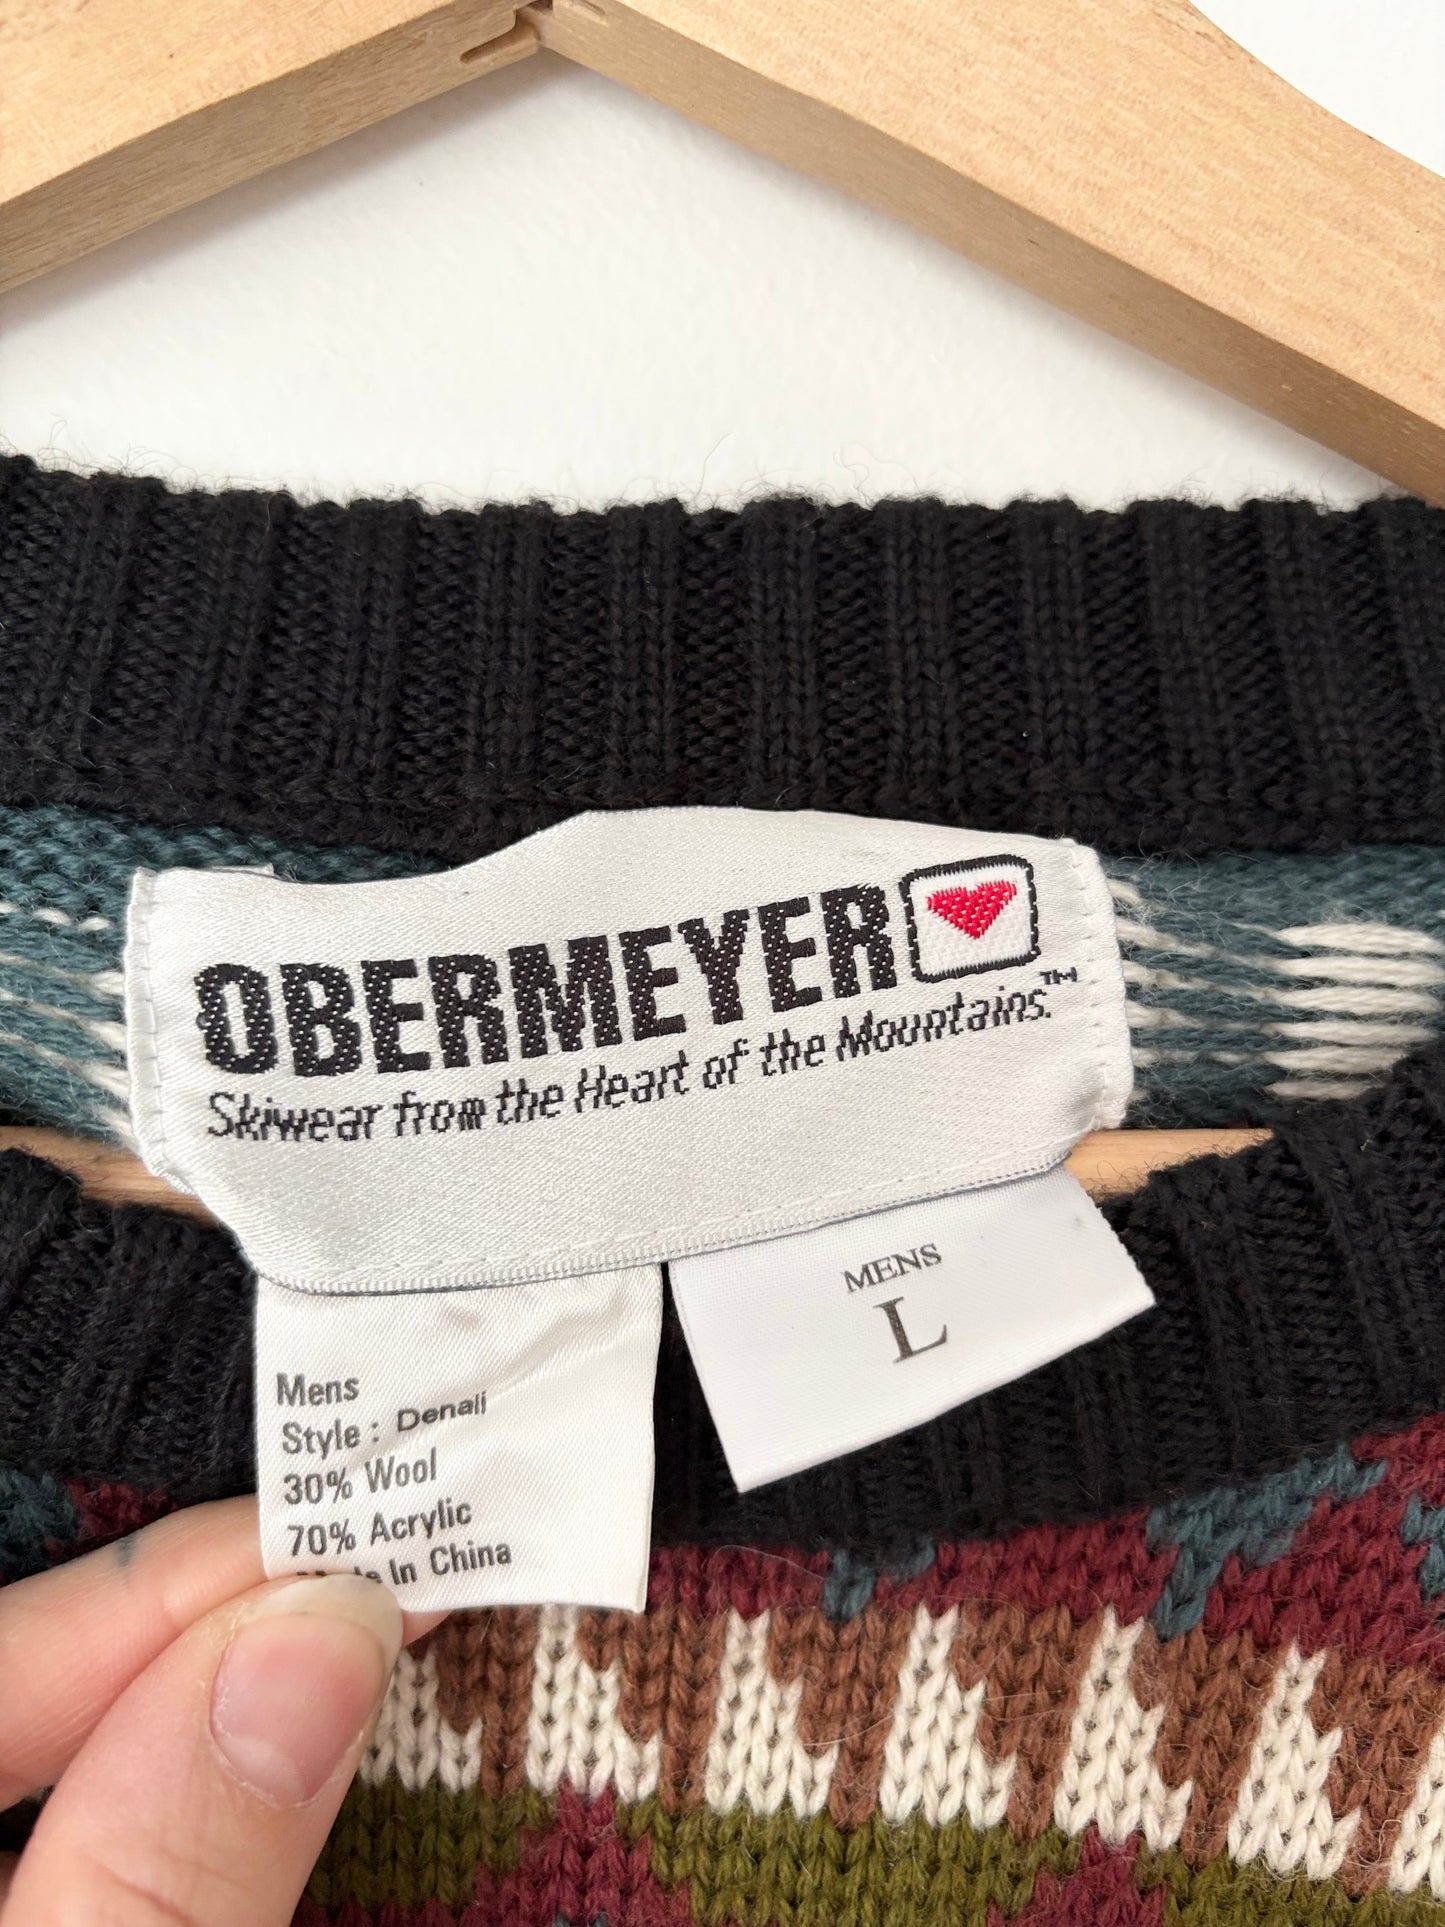 OBERMEYER
Skiwear from the Heart of the Mountains.™
MENS
L
Mens
Style : Denali
30% Wool
70% Acrylic
Made In China